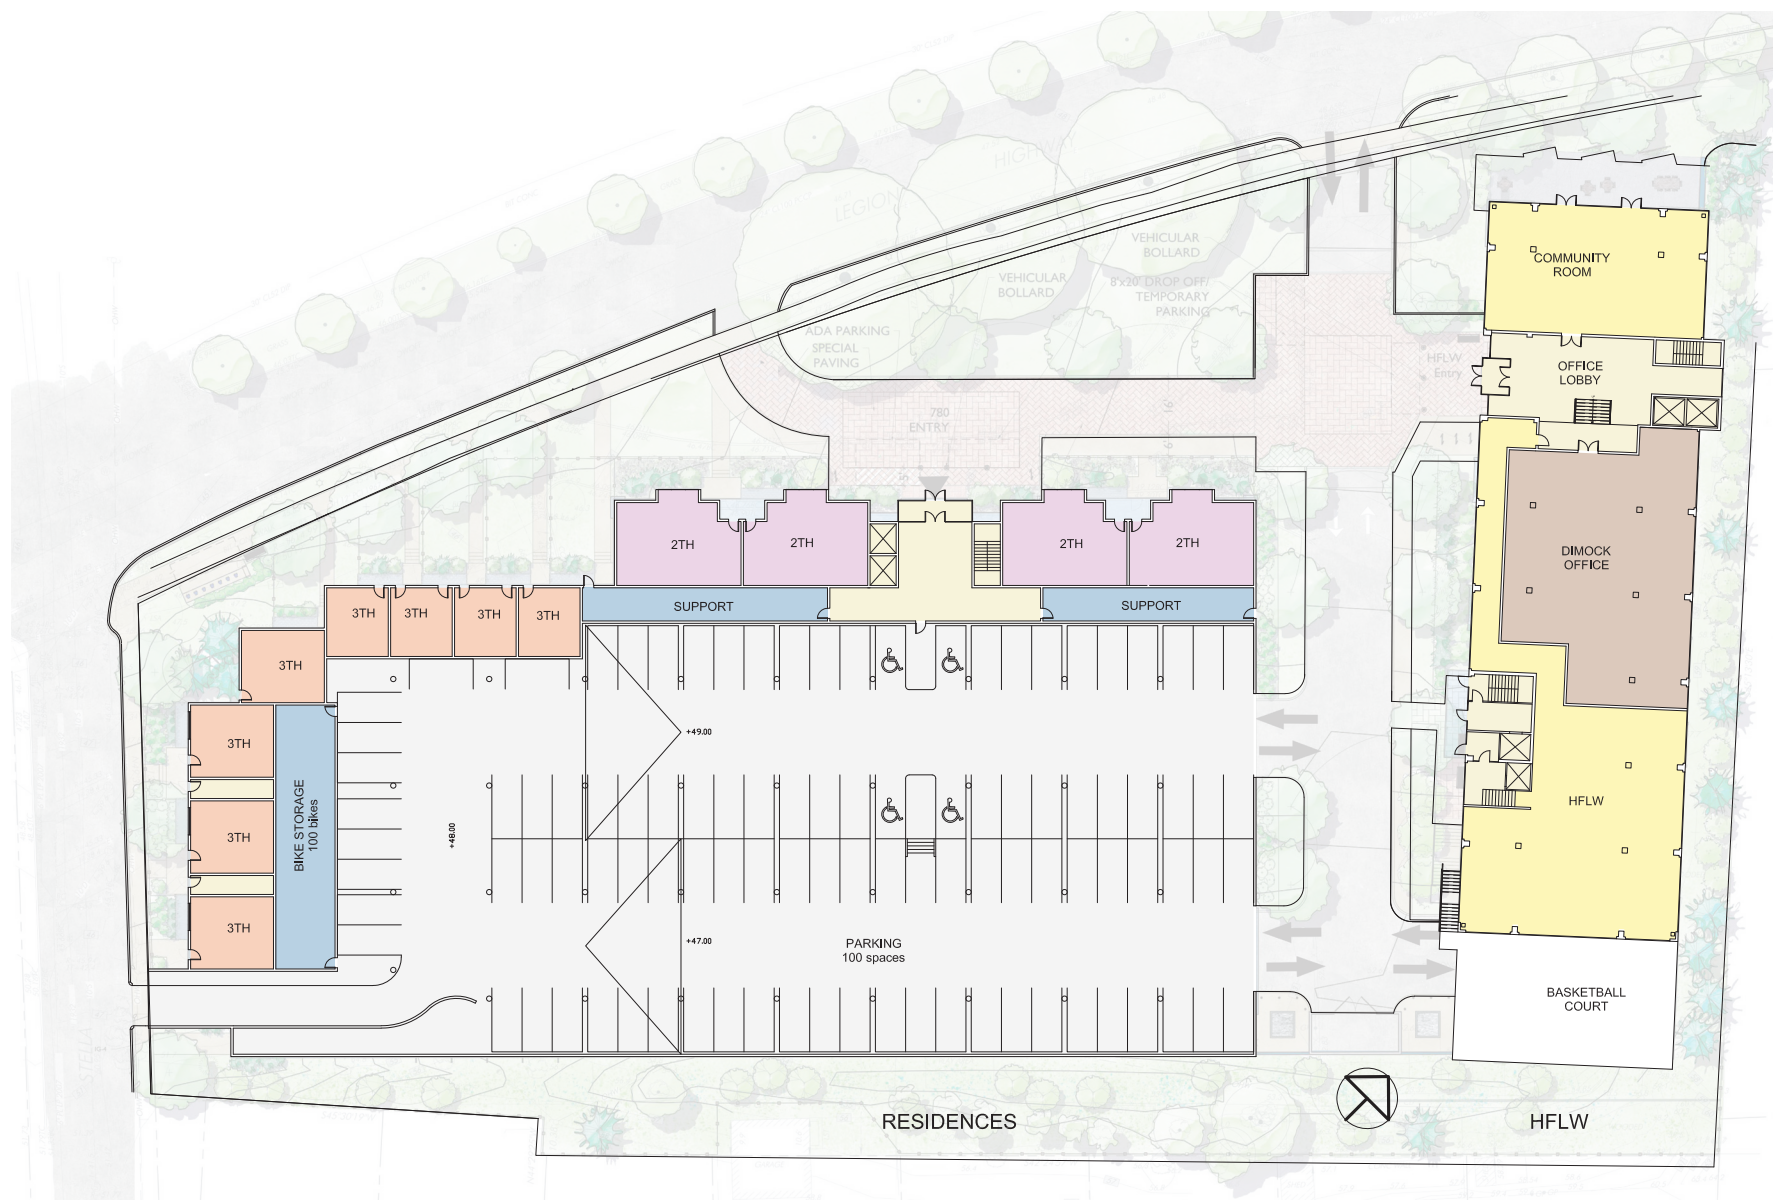 HIGHWAY
LEGION
VEHICULAR
BOLLARD
VEHICULAR
BOLLARD
8'x20' DROP OFF/
TEMPORARY
PARKING
ADA PARKING
SPECIAL
PAVING
780
ENTRY
HFLW
Entry
COMMUNITY
ROOM
OFFICE
LOBBY
DIMOCK
OFFICE
2TH
2TH
2TH
2TH
SUPPORT
SUPPORT
3TH
3TH
3TH
3TH
3TH
3TH
3TH
3TH
BIKE STORAGE
100 bikes
+49.00
+48.00
+47.00
PARKING
100 spaces
HFLW
BASKETBALL
COURT
RESIDENCES
HFLW